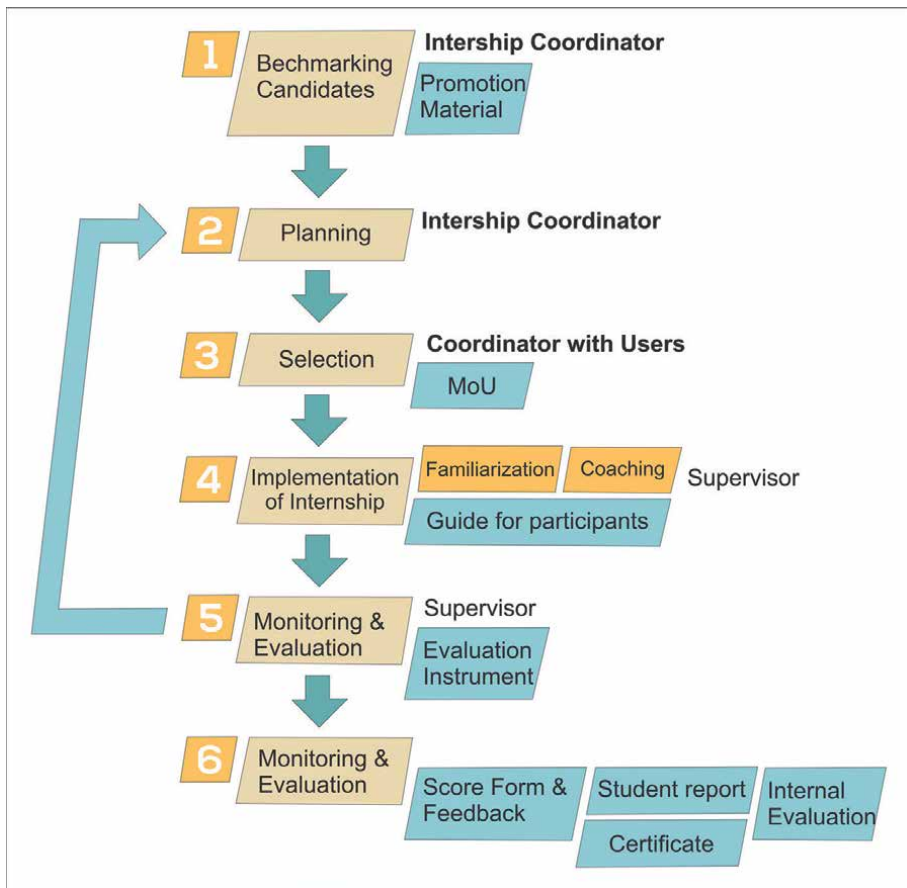 1
Bechmarking
Candidates
Intership Coordinator
Promotion
Material
2
Planning
Intership Coordinator
3
Selection
Coordinator with Users
MoU
4
Implementation
of Internship
Familiarization
Coaching
Supervisor
Guide for participants
5
Monitoring &
Evaluation
Supervisor
Evaluation
Instrument
6
Monitoring &
Evaluation
Score Form &
Feedback
Student report
Certificate
Internal
Evaluation